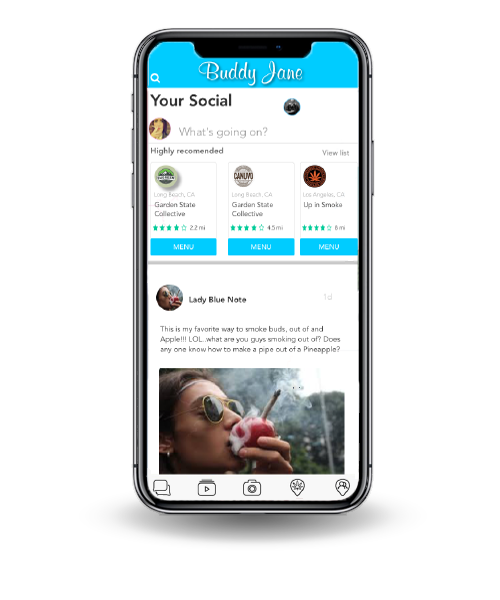 Buddy Jane
Your Social
What's going on?
Highly recomended
View list
Long Beach, CA
Garden State
Collective
2.2 mi
MENU
CANUVO
Long Beach, CA
Garden State
Collective
4.5 mi
MENU
Los Angeles, CA
Up in Smoke
6 mi
MENU
Lady Blue Note
1d
This is my favorite way to smoke buds, out of and
Apple!!! LOL..what are you guys smoking out of? Does
any one know how to make a pipe out of a Pineapple?